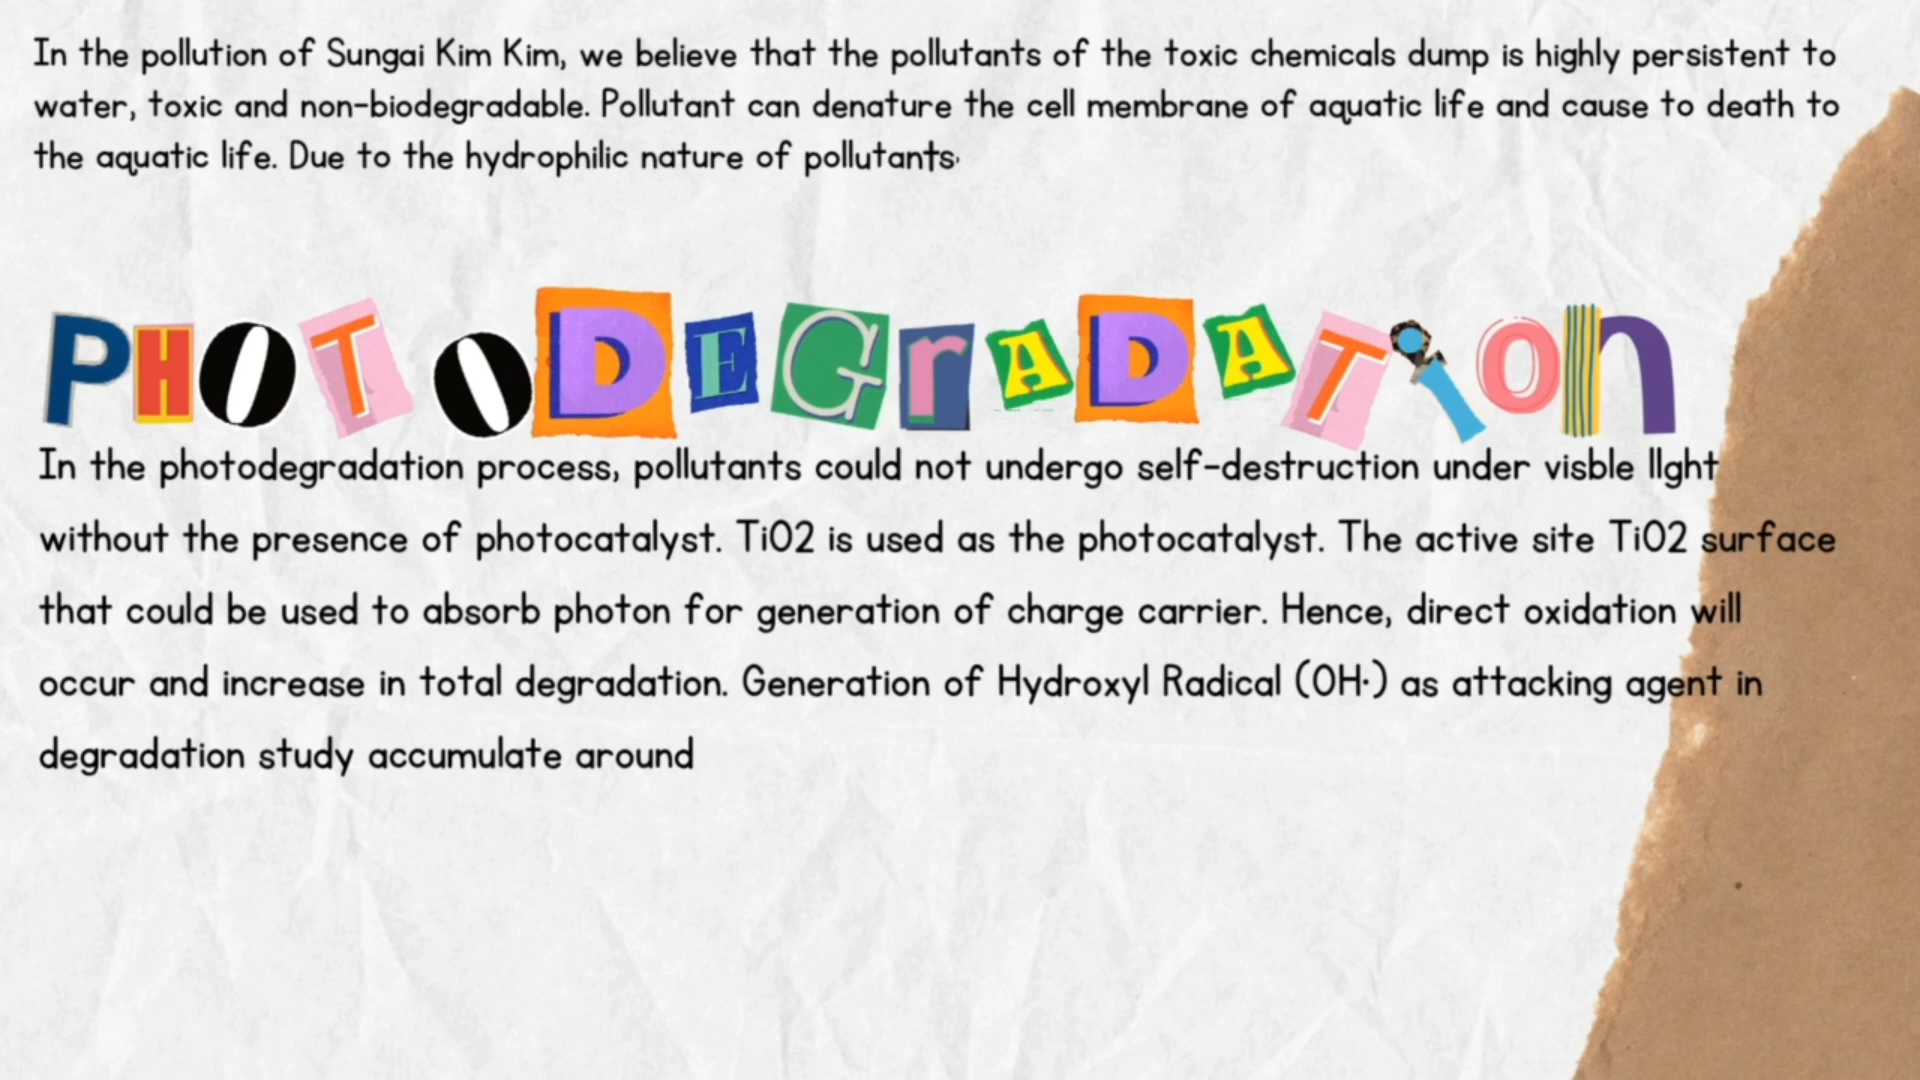 In the pollution of Sungai Kim Kim, we believe that the pollutants of the toxic chemicals dump is highly persistent to
water, toxic and non-biodegradable. Pollutant can denature the cell membrane of aquatic life and cause to death to
the aquatic life. Due to the hydrophilic nature of pollutants,
PHOTODEGrADATiOn
In the photodegradation process, pollutants could not undergo self-destruction under visble lIght
without the presence of photocatalyst. TiO2 is used as the photocatalyst. The active site TiO2 surface
that could be used to absorb photon for generation of charge carrier. Hence, direct oxidation will
occur and increase in total degradation. Generation of Hydroxyl Radical (OH·) as attacking agent in
degradation study accumulate around